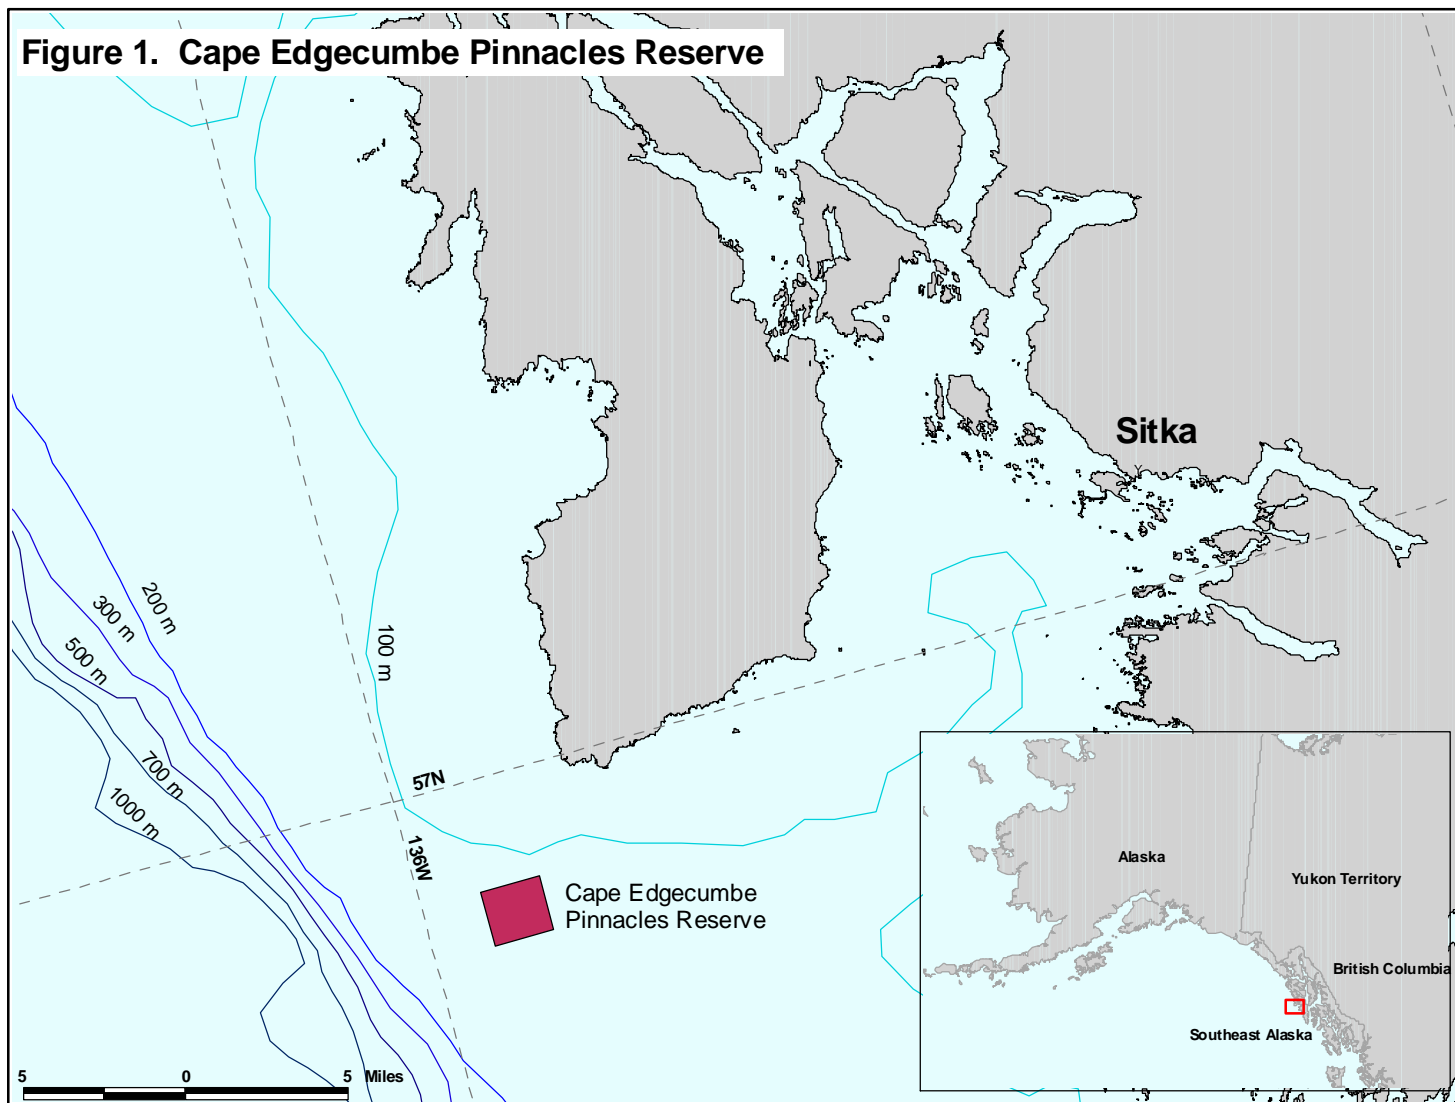 Figure 1. Cape Edgecumbe Pinnacles Reserve
Sitka
200 m
300 m
500 m
100 m
700 m
1000 m
57N
136W
Cape Edgecumbe
Pinnacles Reserve
Alaska
Yukon Territory
British Columbia
Southeast Alaska
5 0 5 Miles